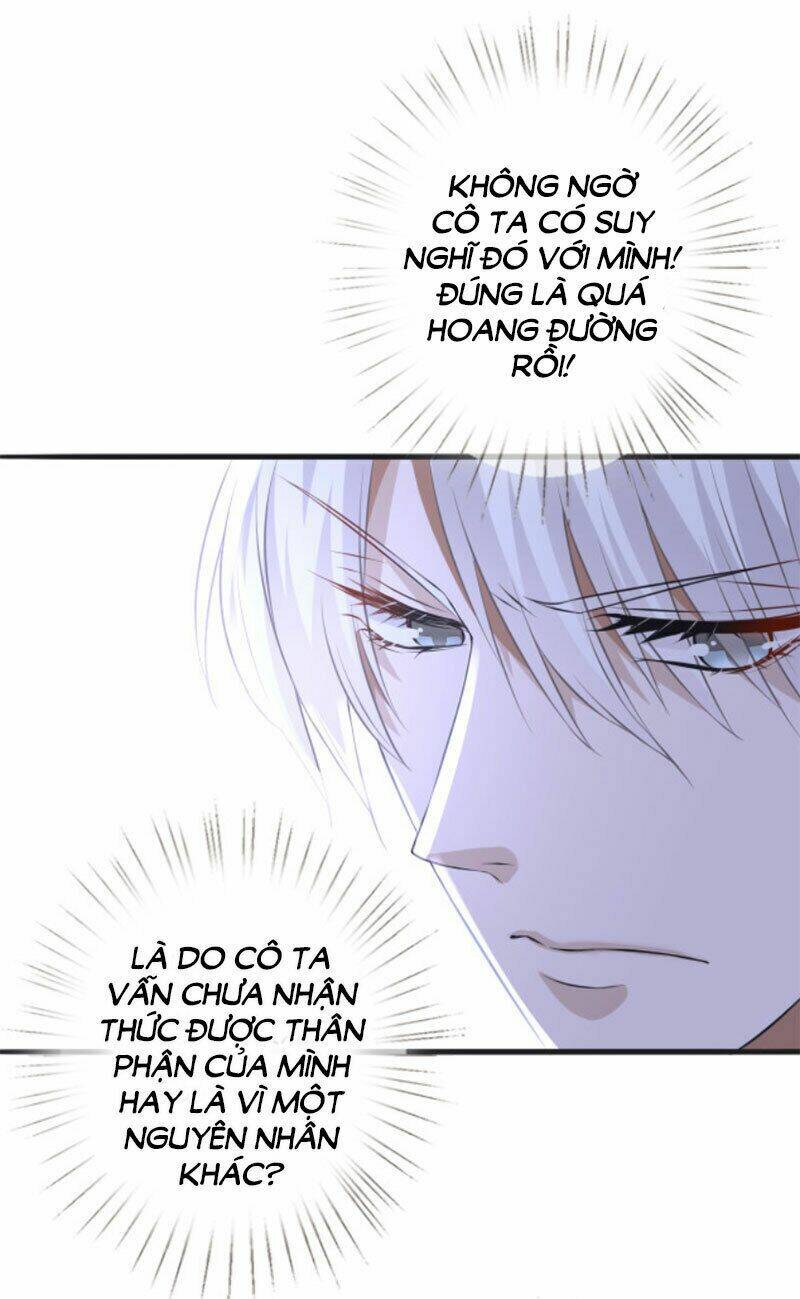 KHÔNG NGỜ
CÔ TA CÓ SUY
NGHĨ ĐÓ VỚI MÌNH!
ĐÚNG LÀ QUÁ
HOANG ĐƯỜNG
RỒI!
LÀ DO CÔ TA
VẪN CHƯA NHẬN
THỨC ĐƯỢC THÂN
PHẬN CỦA MÌNH
HAY LÀ VÌ MỘT
NGUYÊN NHÂN
KHÁC?